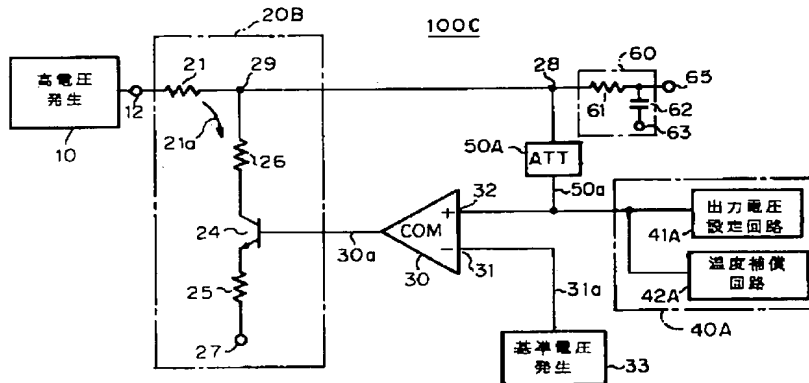 20B
100C
高電圧
発生
10
12
21
29
21a
26
24
25
27
30a
COM
+
−
32
31
30
31a
28
50A
ATT
50a
60
61
62
63
65
出力電圧
設定回路
41A
温度補償
回路
42A
40A
基準電圧
発生
33